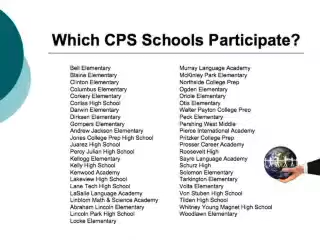 Which CPS Schools Participate?
Bell Elementary
Blaine Elementary
Clinton Elementary
Columbus Elementary
Corkery Elementary
Corliss High School
Darwin Elementary
Dirksen Elementary
Gompers Elementary
Andrew Jackson Elementary
Jones College Prep High School
Juarez High School
Percy Julian High School
Kellogg Elementary
Kelly High School
Kenwood Academy
Lakeview High School
Lane Tech High School
LaSalle Language Academy
Lindblom Math & Science Academy
Abraham Lincoln Elementary
Lincoln Park High School
Locke Elementary
Murray Language Academy
McKinley Park Elementary
Northside College Prep
Ogden Elementary
Oriole Elementary
Otis Elementary
Walter Payton College Prep
Peck Elementary
Pershing West Middle
Pierce International Academy
Pritzker College Prep
Prosser Career Academy
Roosevelt High
Sayre Language Academy
Schurz High
Solomon Elementary
Tarkington Elementary
Volta Elementary
Von Stuben High School
Tilden High School
Whitney Young Magnet High School
Woodlawn Elementary